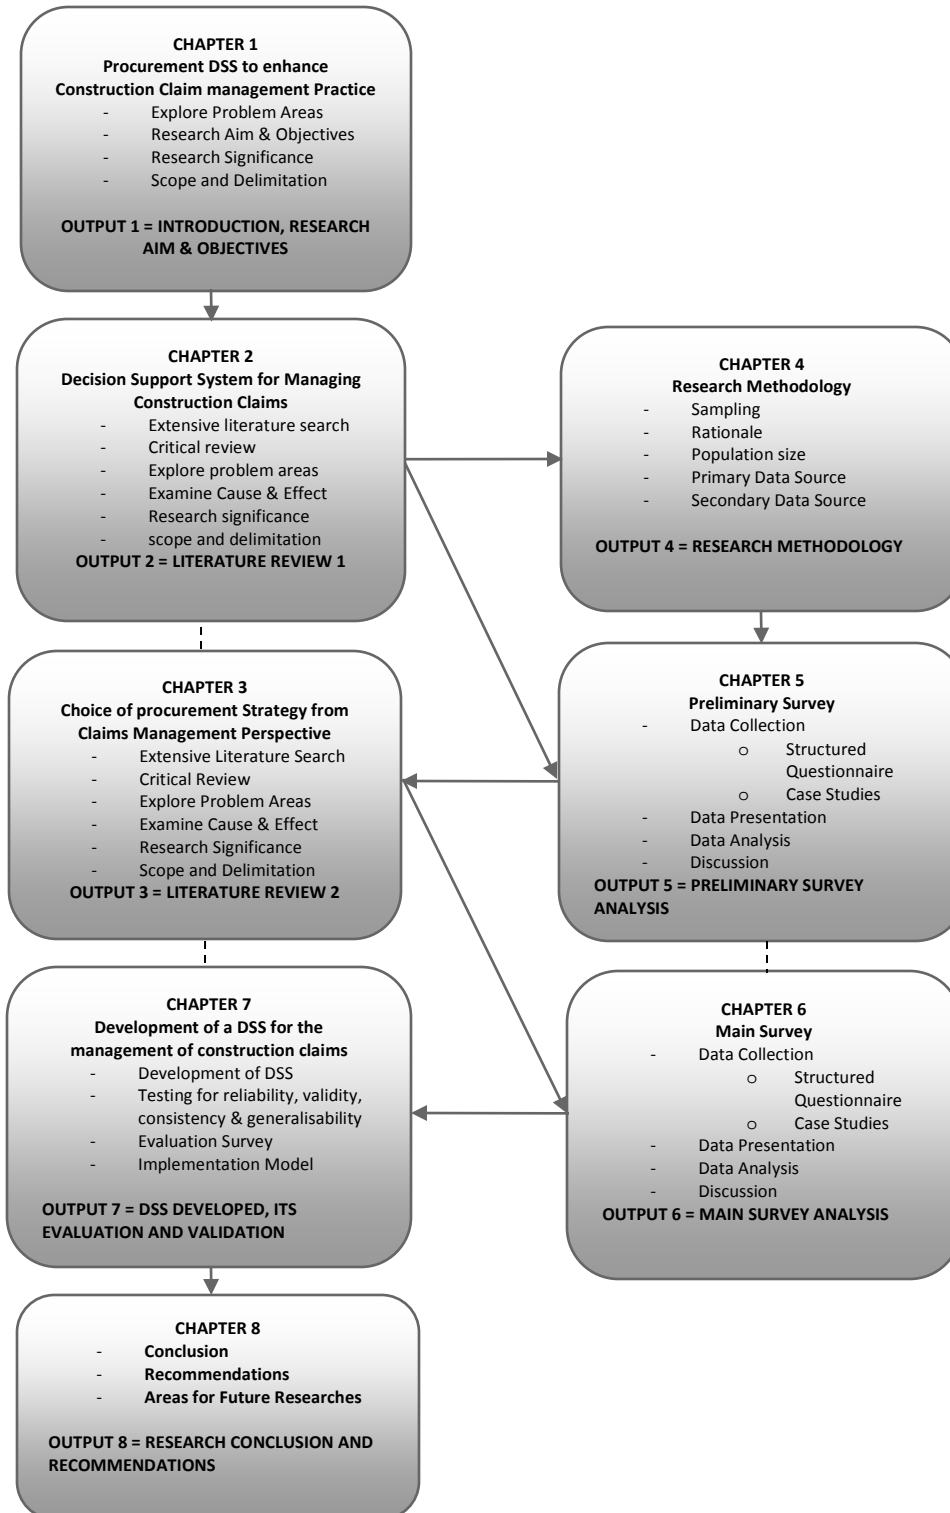 CHAPTER 1
Procurement DSS to enhance
Construction Claim management Practice
- Explore Problem Areas
- Research Aim & Objectives
- Research Significance
- Scope and Delimitation
OUTPUT 1 = INTRODUCTION, RESEARCH
AIM & OBJECTIVES
CHAPTER 2
Decision Support System for Managing
Construction Claims
- Extensive literature search
- Critical review
- Explore problem areas
- Examine Cause & Effect
- Research significance
- scope and delimitation
OUTPUT 2 = LITERATURE REVIEW 1
CHAPTER 4
Research Methodology
- Sampling
- Rationale
- Population size
- Primary Data Source
- Secondary Data Source
OUTPUT 4 = RESEARCH METHODOLOGY
CHAPTER 3
Choice of procurement Strategy from
Claims Management Perspective
- Extensive Literature Search
- Critical Review
- Explore Problem Areas
- Examine Cause & Effect
- Research Significance
- Scope and Delimitation
OUTPUT 3 = LITERATURE REVIEW 2
CHAPTER 5
Preliminary Survey
- Data Collection
o Structured
Questionnaire
o Case Studies
- Data Presentation
- Data Analysis
- Discussion
OUTPUT 5 = PRELIMINARY SURVEY
ANALYSIS
CHAPTER 7
Development of a DSS for the
management of construction claims
- Development of DSS
- Testing for reliability, validity,
consistency & generalisability
- Evaluation Survey
- Implementation Model
OUTPUT 7 = DSS DEVELOPED, ITS
EVALUATION AND VALIDATION
CHAPTER 6
Main Survey
- Data Collection
o Structured
Questionnaire
o Case Studies
- Data Presentation
- Data Analysis
- Discussion
OUTPUT 6 = MAIN SURVEY ANALYSIS
CHAPTER 8
- Conclusion
- Recommendations
- Areas for Future Researches
OUTPUT 8 = RESEARCH CONCLUSION AND
RECOMMENDATIONS